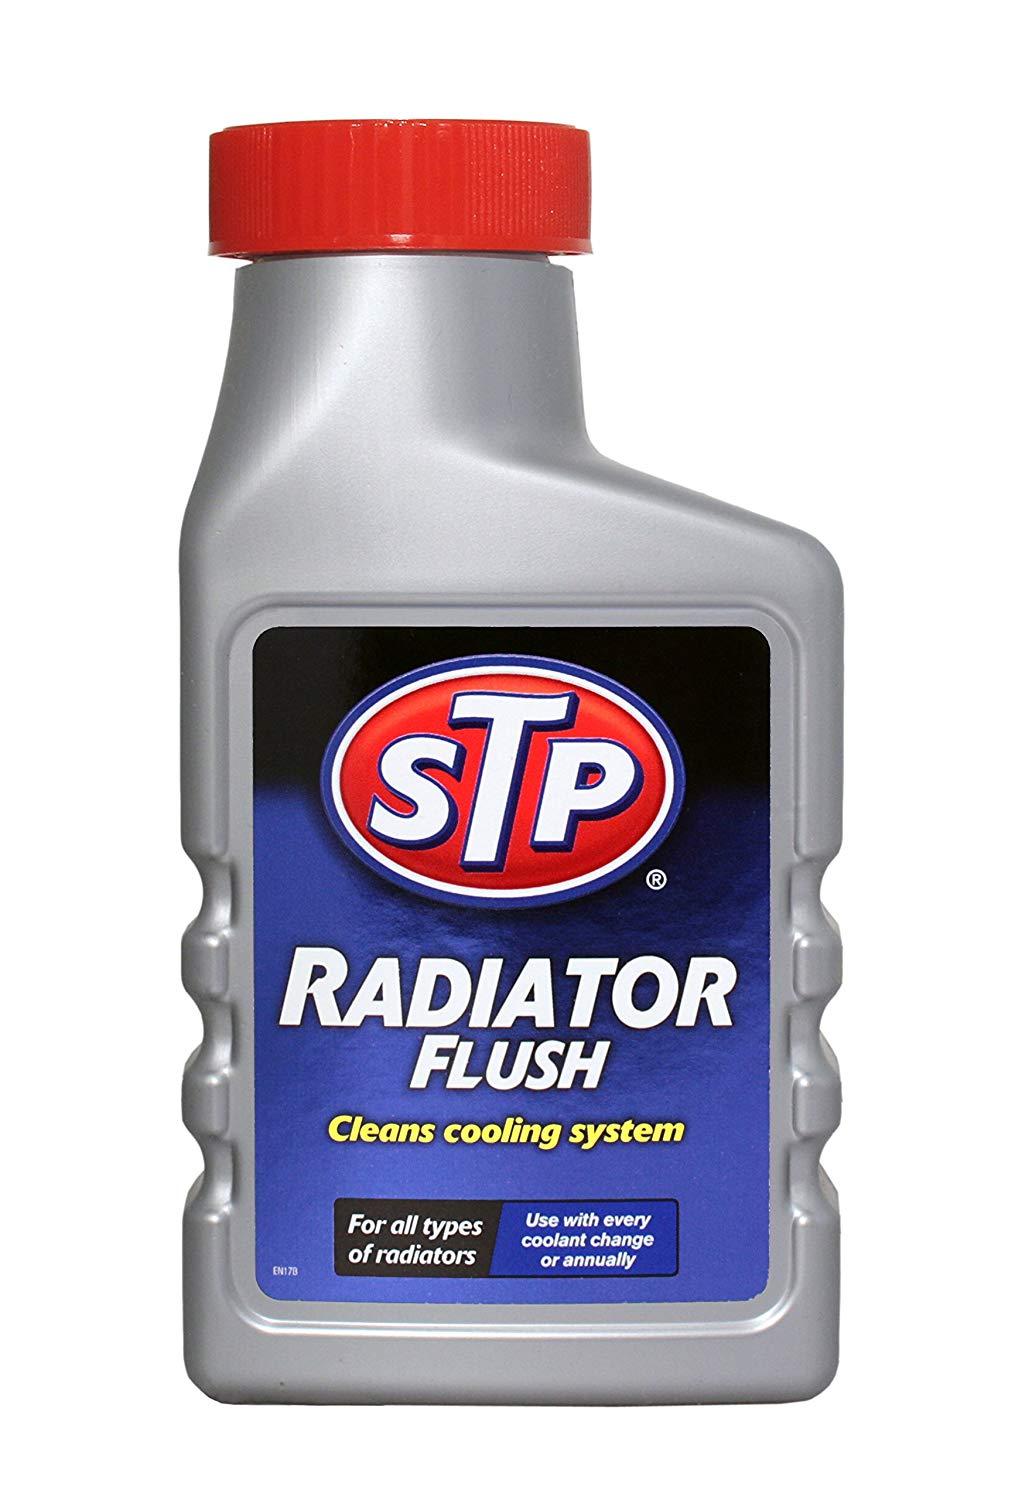 STP
®
RADIATOR
FLUSH
Cleans cooling system
For all types
of radiators
Use with every
coolant change
or annually
EN17B